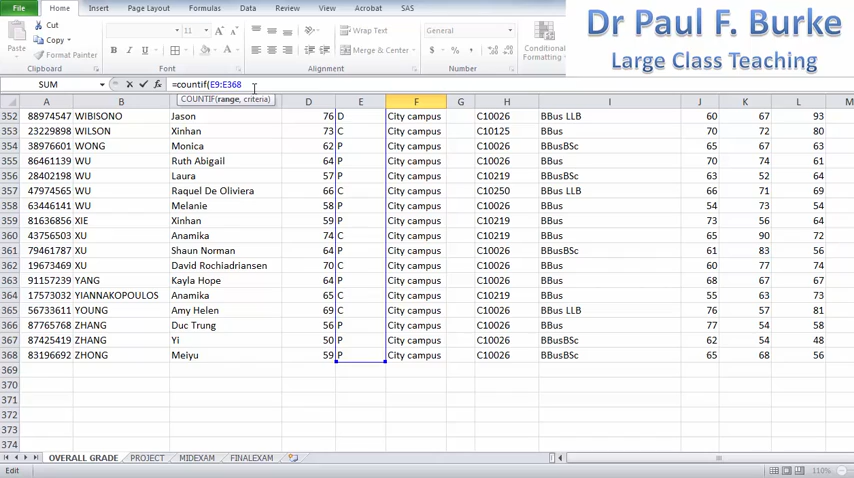 File Home Insert Page Layout Formulas Data Review View Acrobat SAS
Dr Paul F. Burke
Large Class Teaching
Paste Cut
Copy
Format Painter
Clipboard Font Alignment Number
11 A A Wrap Text General
B I U Merge & Center $ % , Conditional Formatting
SUM =countif(E9:E368
COUNTIF(range, criteria)
A B D E F G H I J K L M
352 88974547 WIBISONO Jason 76 D City campus C10026 BBus LLB 60 67 93
353 23229898 WILSON Xinhan 73 C City campus C10125 BBus 70 72 80
354 38976601 WONG Monica 62 P City campus C10026 BBusBSc 67 67 67
355 86461139 WU Ruth Abigail 64 P City campus C10026 BBus 70 74 61
356 28402198 WU Laura 57 P City campus C10219 BBusBSc 63 52 64
357 47974565 WU Raquel De Oliviera 66 C City campus C10250 BBus LLB 66 71 69
358 63446141 WU Melanie 58 P City campus C10026 BBus 54 73 54
359 81636856 XIE Xinhan 59 P City campus C10219 BBus 73 56 64
360 43756503 XU Anamika 74 C City campus C10219 BBus 65 90 72
361 79461787 XU Shaun Norman 64 P City campus C10026 BBusBSc 61 83 56
362 19673469 XU David Rochiadriansen 70 C City campus C10026 BBus 60 77 74
363 91157239 YANG Kayla Hope 64 P City campus C10026 BBus 68 67 67
364 17573032 YIANNAKOPOULOS Anamika 65 C City campus C10219 BBus 55 63 73
365 56733611 YOUNG Amy Helen 69 C City campus C10026 BBus LLB 76 57 81
366 87765768 ZHANG Duc Trung 56 P City campus C10026 BBus 77 54 58
367 87425419 ZHANG Yi 50 P City campus C10026 BBusBSc 62 54 48
368 83196692 ZHONG Meiyu 59 P City campus C10026 BBusBSc 65 68 56
369
370
371
372
373
374
OVERALL GRADE PROJECT MIDEXAM FINALEXAM
Edit 110%